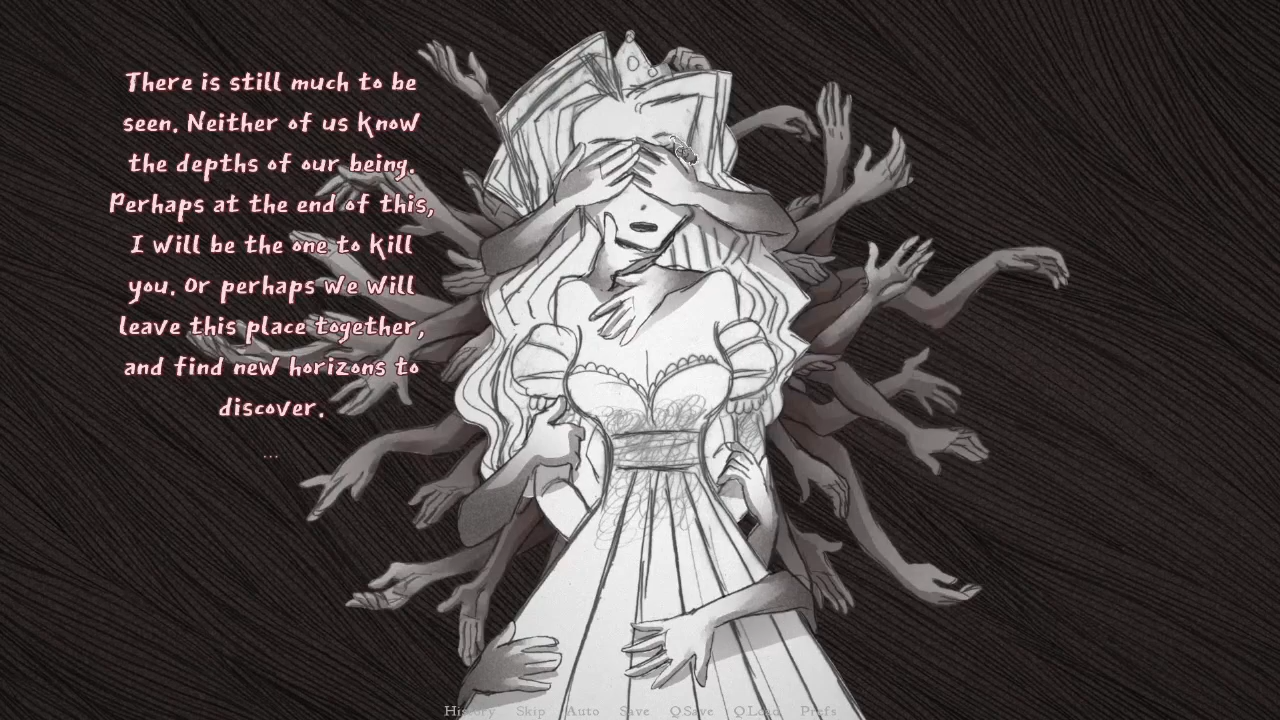 There is still much to be
seen. Neither of us know
the depths of our being.
Perhaps at the end of this,
I will be the one to kill
you. Or perhaps we will
leave this place together,
and find new horizons to
discover.
...
History Skip Auto Save Q.Save Q.Load Prefs